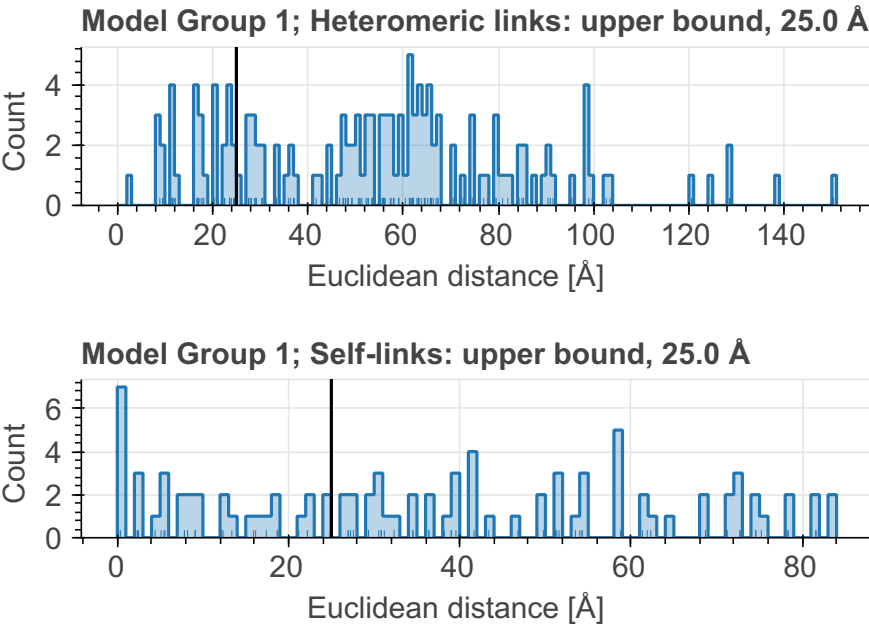 Model Group 1; Heteromeric links: upper bound, 25.0 Å
Count
4
2
0
0 20 40 60 80 100 120 140
Euclidean distance [Å]
Model Group 1; Self-links: upper bound, 25.0 Å
Count
6
4
2
0
0 20 40 60 80
Euclidean distance [Å]